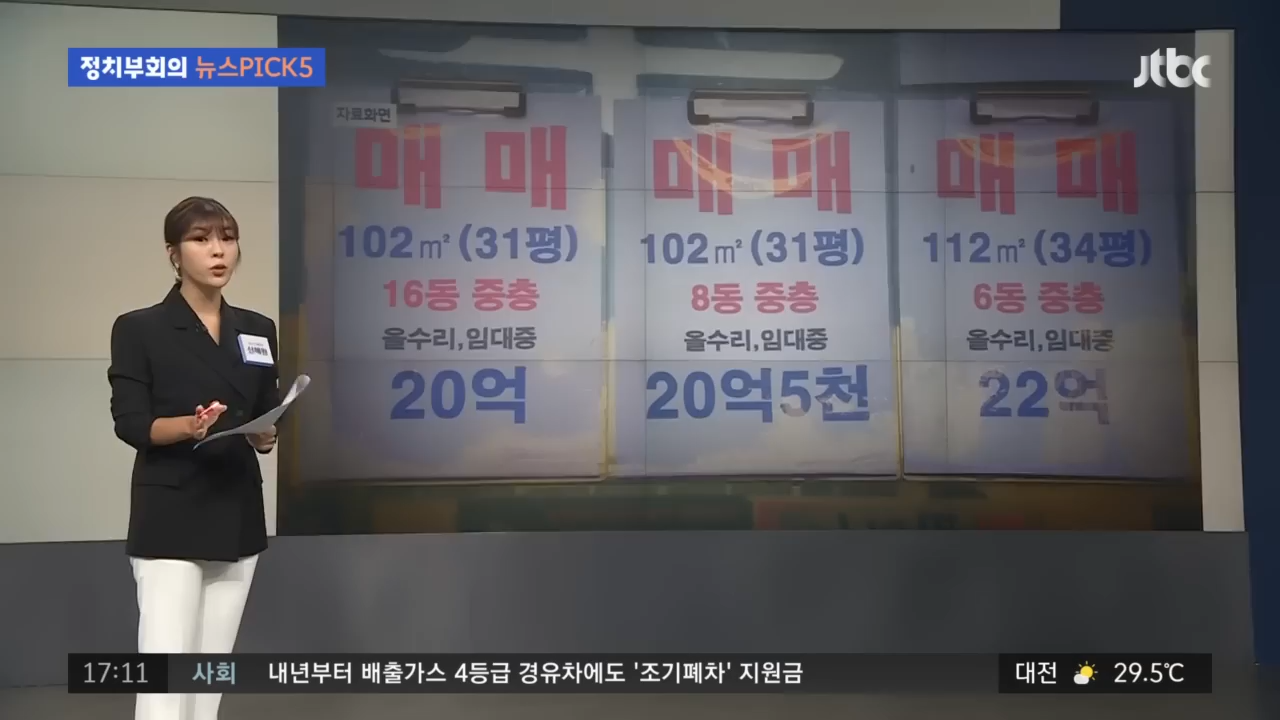 정치부회의 뉴스PICK5
jtbc
자료화면
매 매
102㎡(31평)
16동 중층
올수리,임대중
20억
매 매
102㎡(31평)
8동 중층
올수리,임대중
20억5천
매 매
112㎡(34평)
6동 중층
올수리,임대중
22억
17:11 사회 내년부터 배출가스 4등급 경유차에도 '조기폐차' 지원금
대전 29.5℃